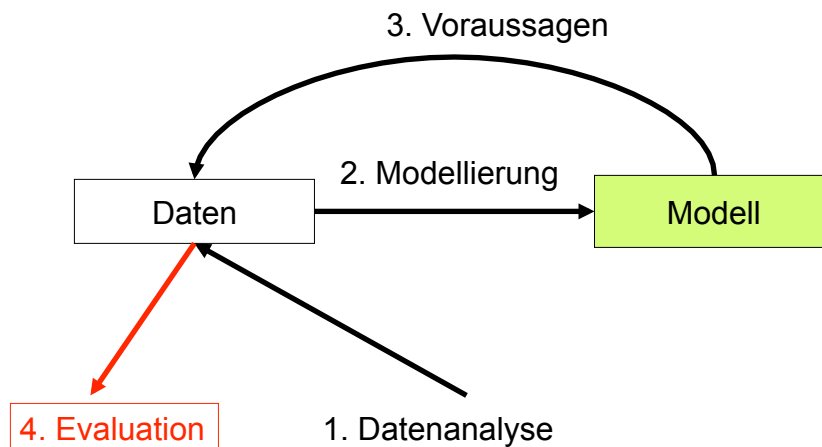 3. Voraussagen
2. Modellierung
Daten
Modell
4. Evaluation
1. Datenanalyse